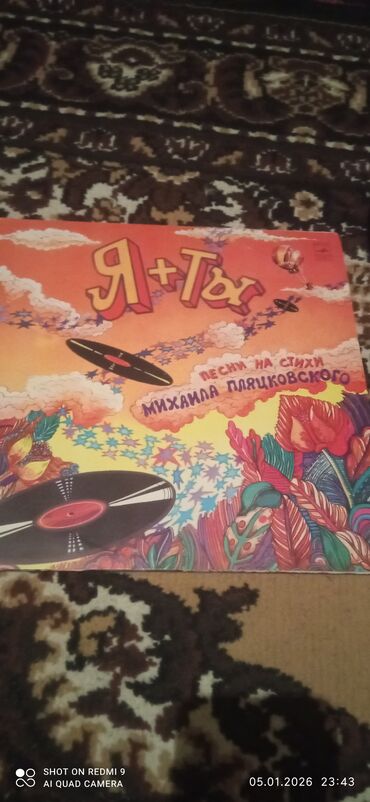 Я+ТЫ
ПЕСНИ НА СТИХИ
МИХАИЛА ПЛЯЦКОВСКОГО
SHOT ON REDMI 9
AI QUAD CAMERA
05.01.2026 23:43